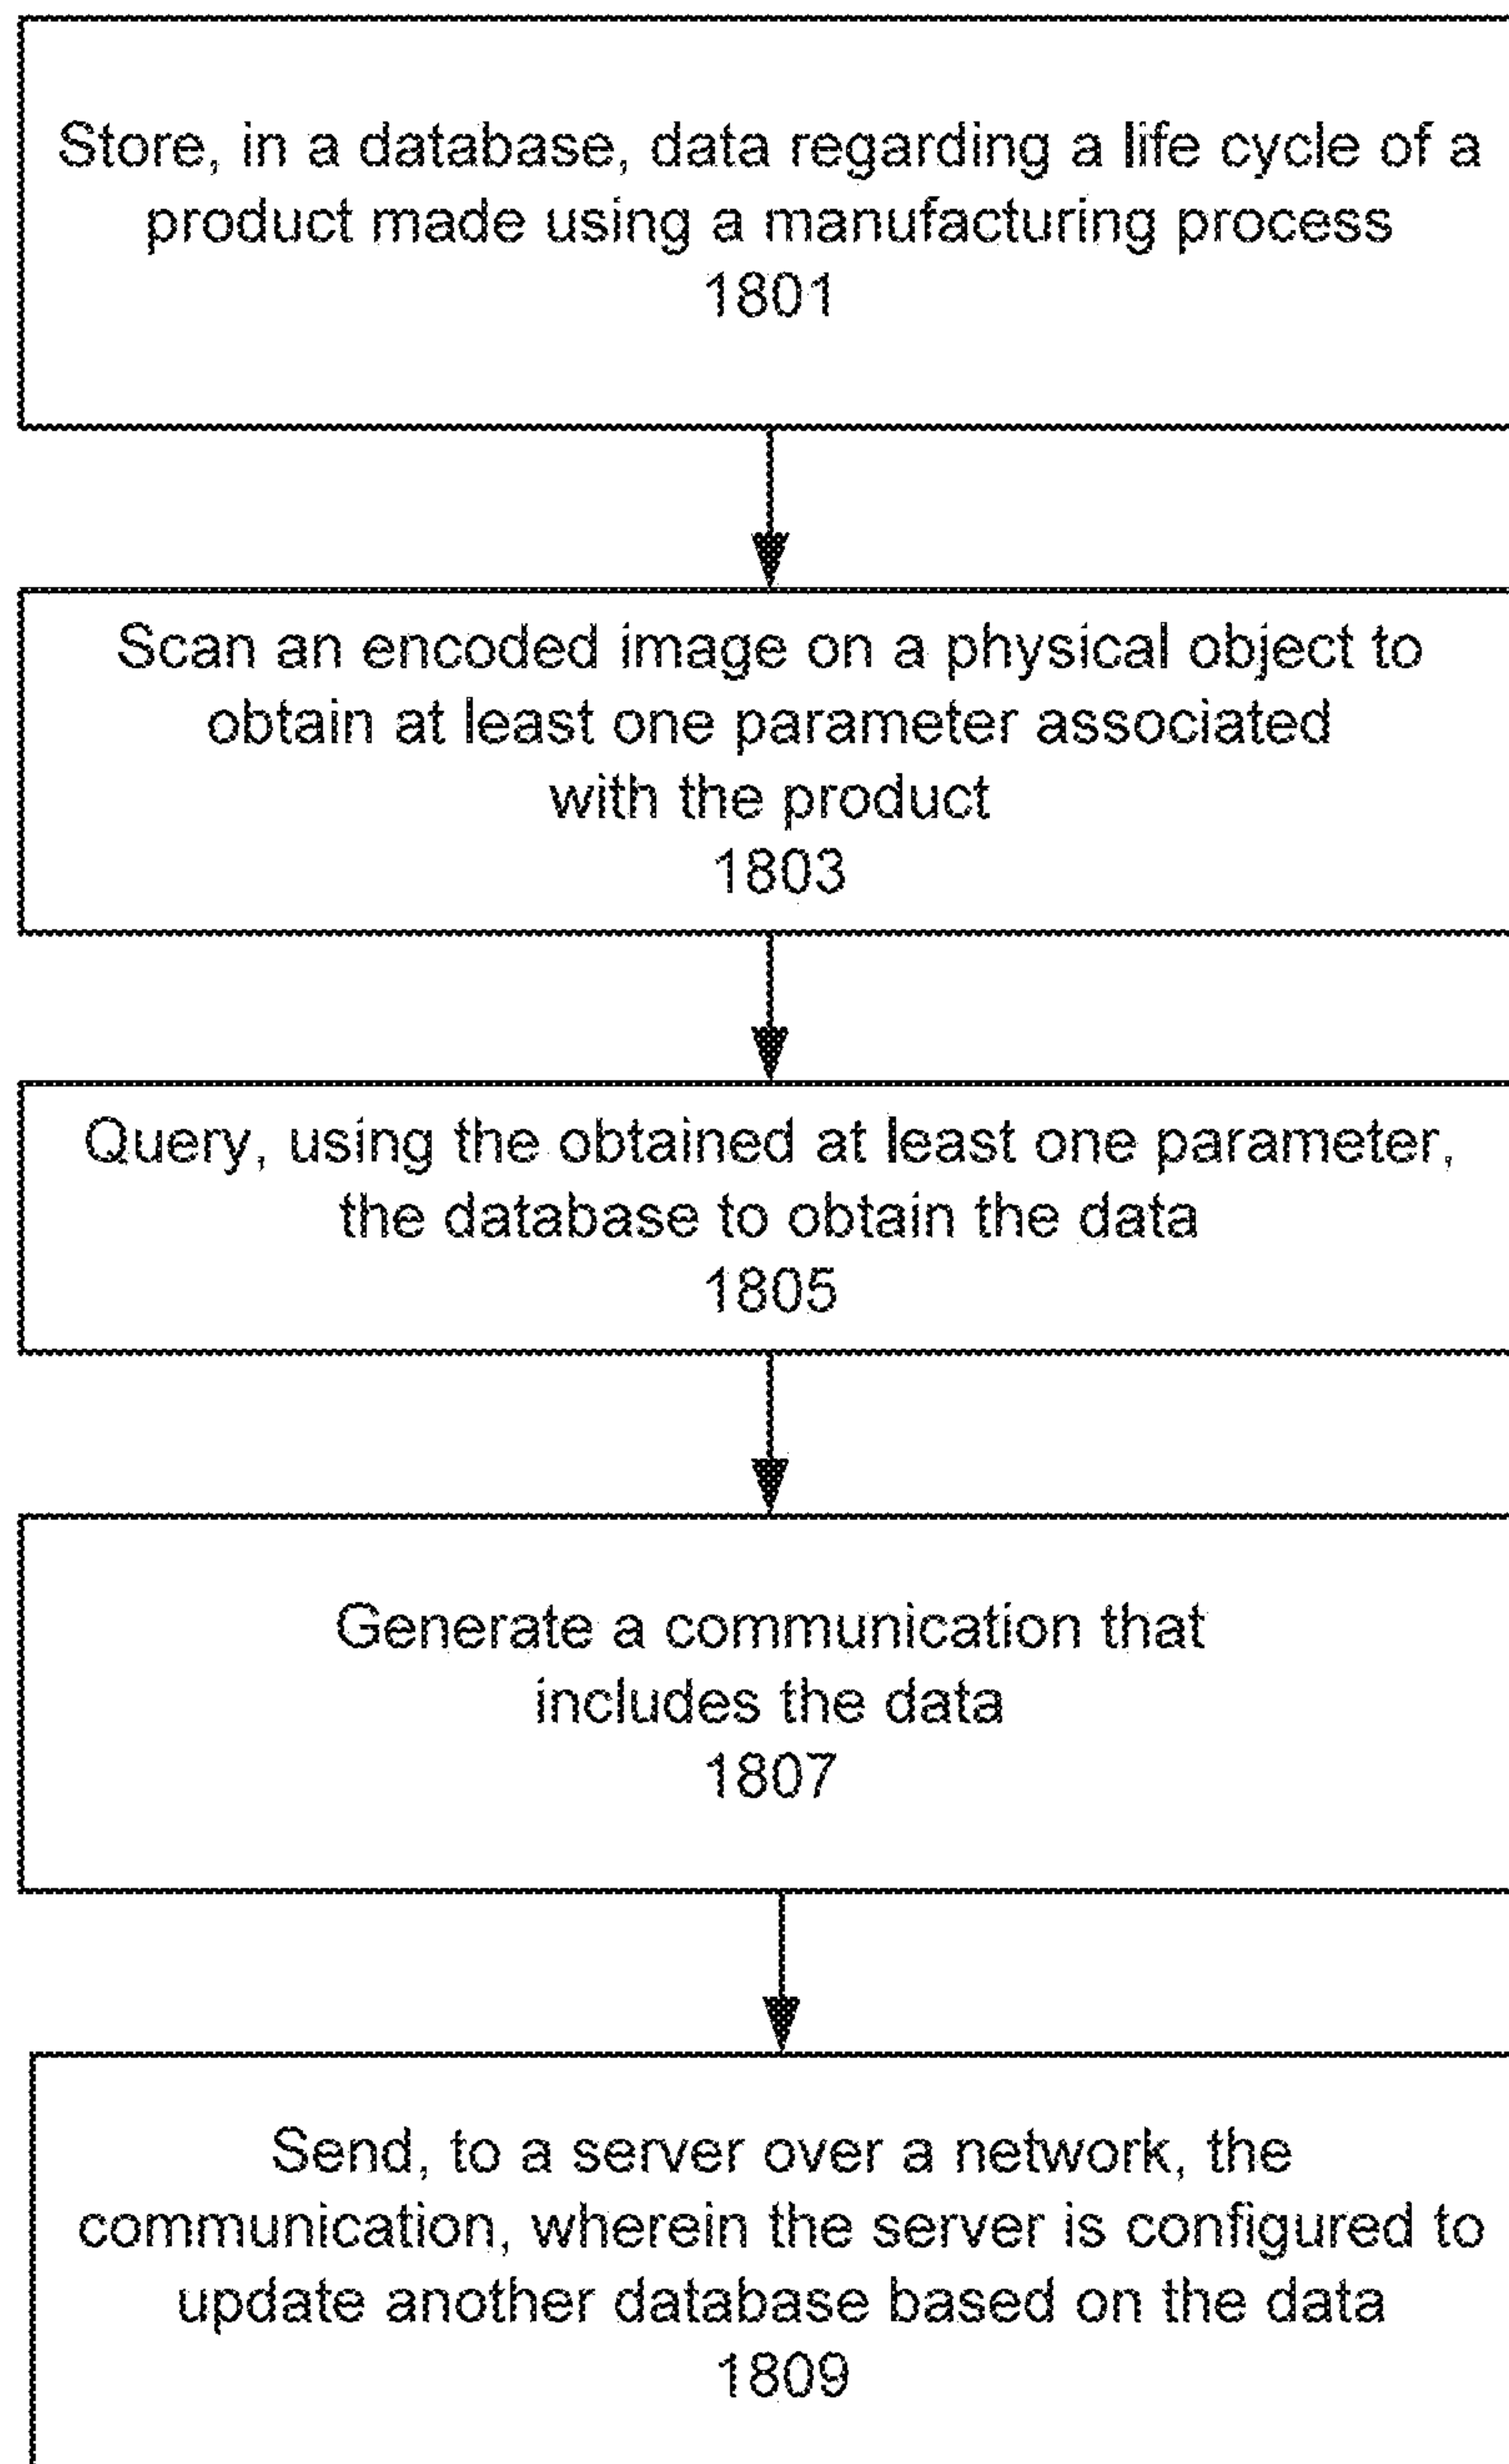 Store, in a database, data regarding a life cycle of a
product made using a manufacturing process
1801
Scan an encoded image on a physical object to
obtain at least one parameter associated
with the product
1803
Query, using the obtained at least one parameter,
the database to obtain the data
1805
Generate a communication that
includes the data
1807
Send, to a server over a network, the
communication, wherein the server is configured to
update another database based on the data
1809